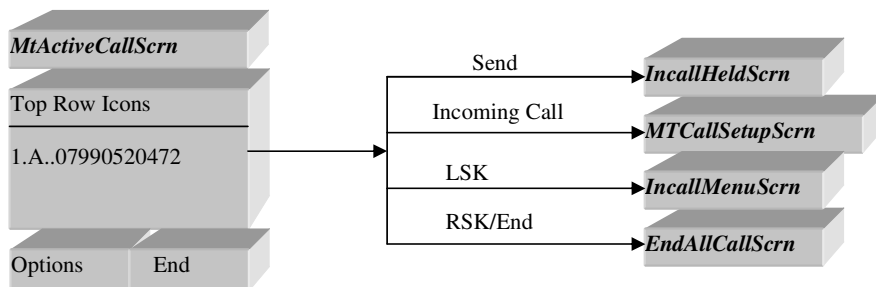 MtActiveCallScrn
Top Row Icons
1.A..07990520472
Options End
Send
Incoming Call
LSK
RSK/End
IncallHeldScrn
MTCallSetupScrn
IncallMenuScrn
EndAllCallScrn